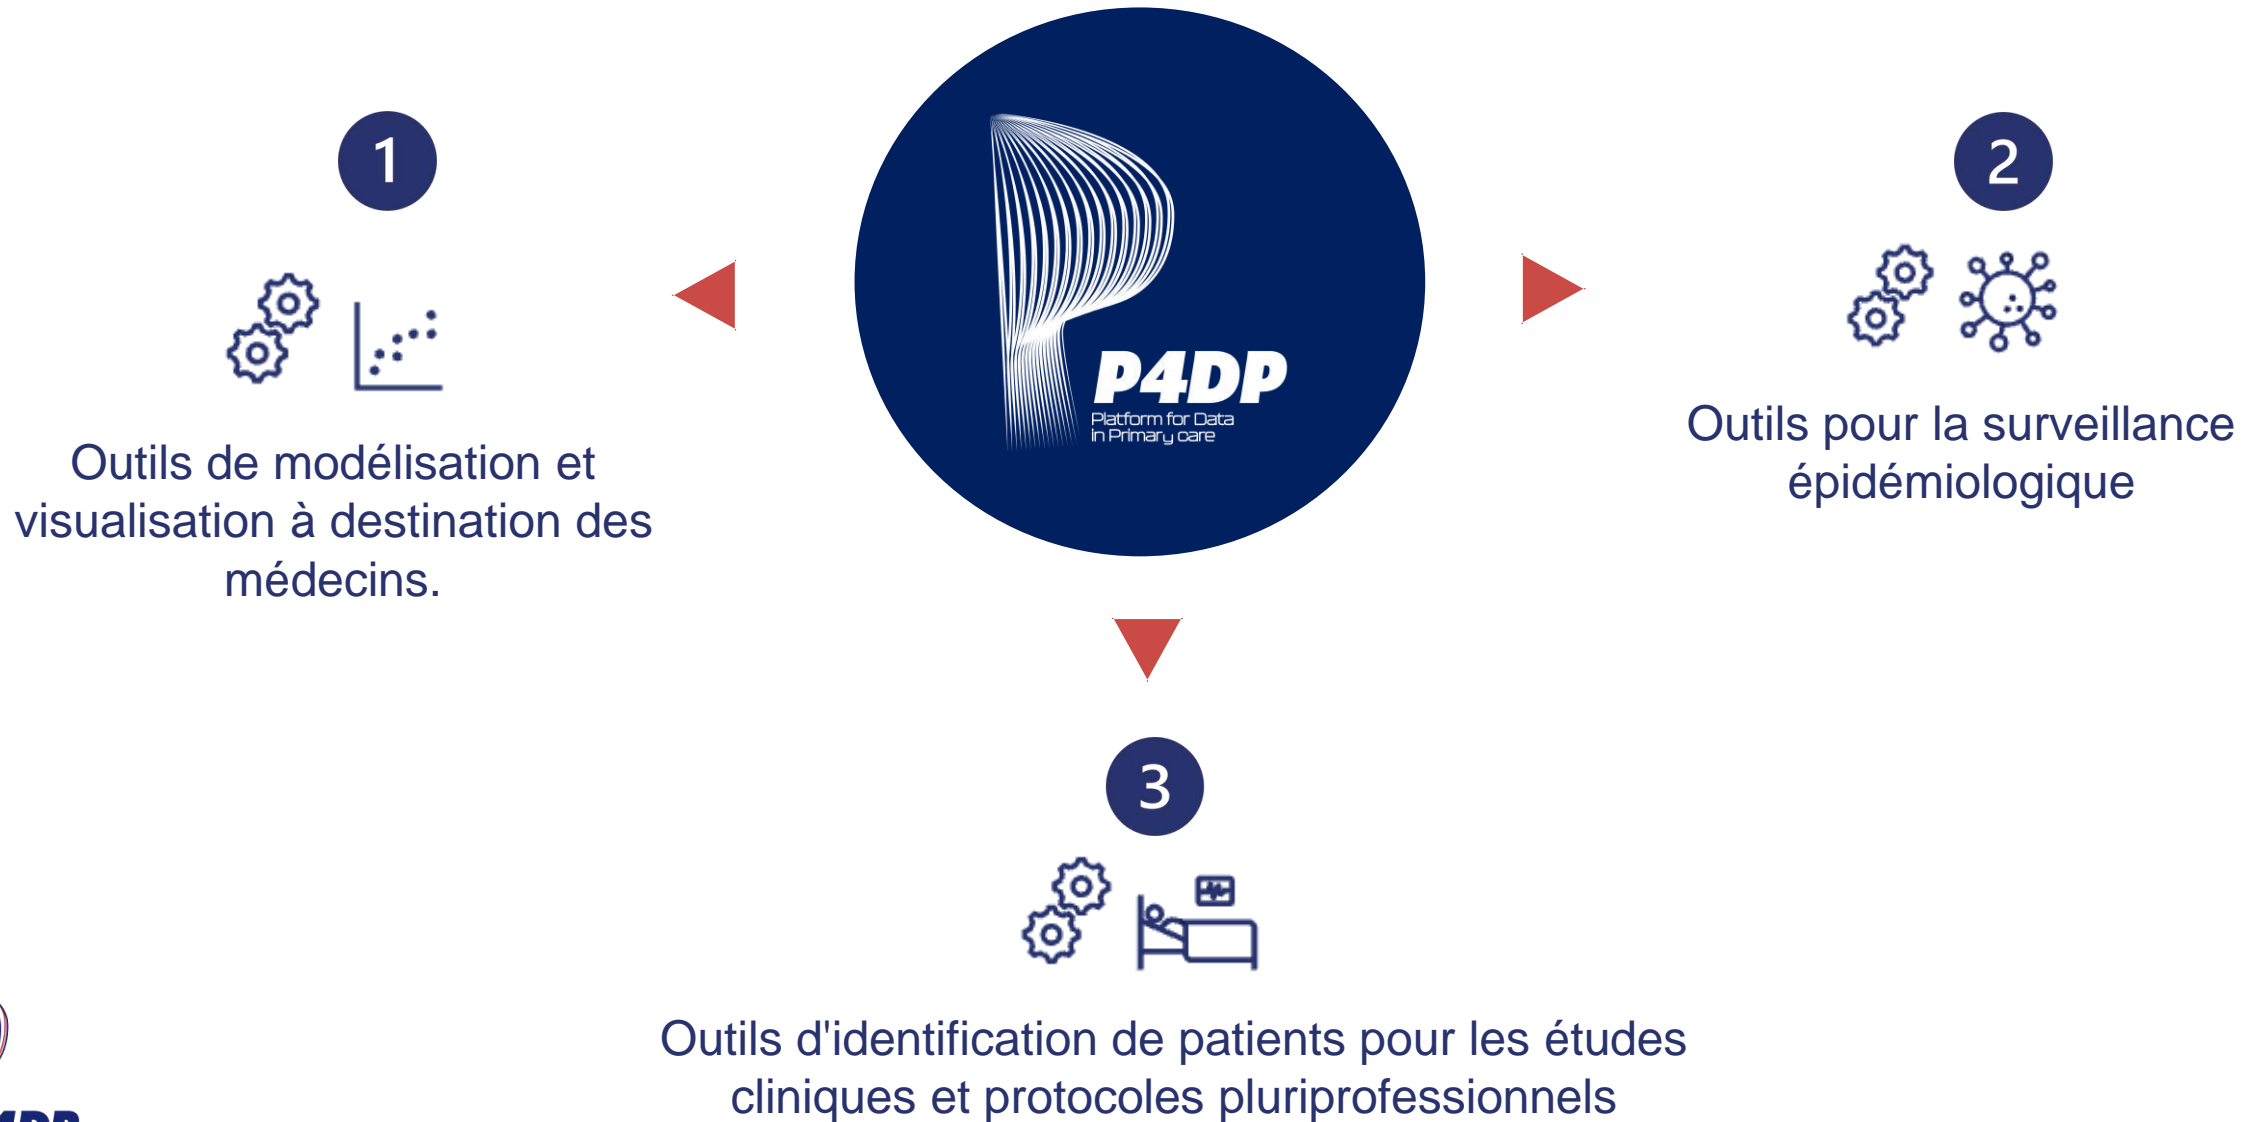 1
Outils de modélisation et
visualisation à destination des
médecins.
P4DP
Platform for Data
in Primary care
2
Outils pour la surveillance
épidémiologique
3
Outils d'identification de patients pour les études
cliniques et protocoles pluriprofessionnels